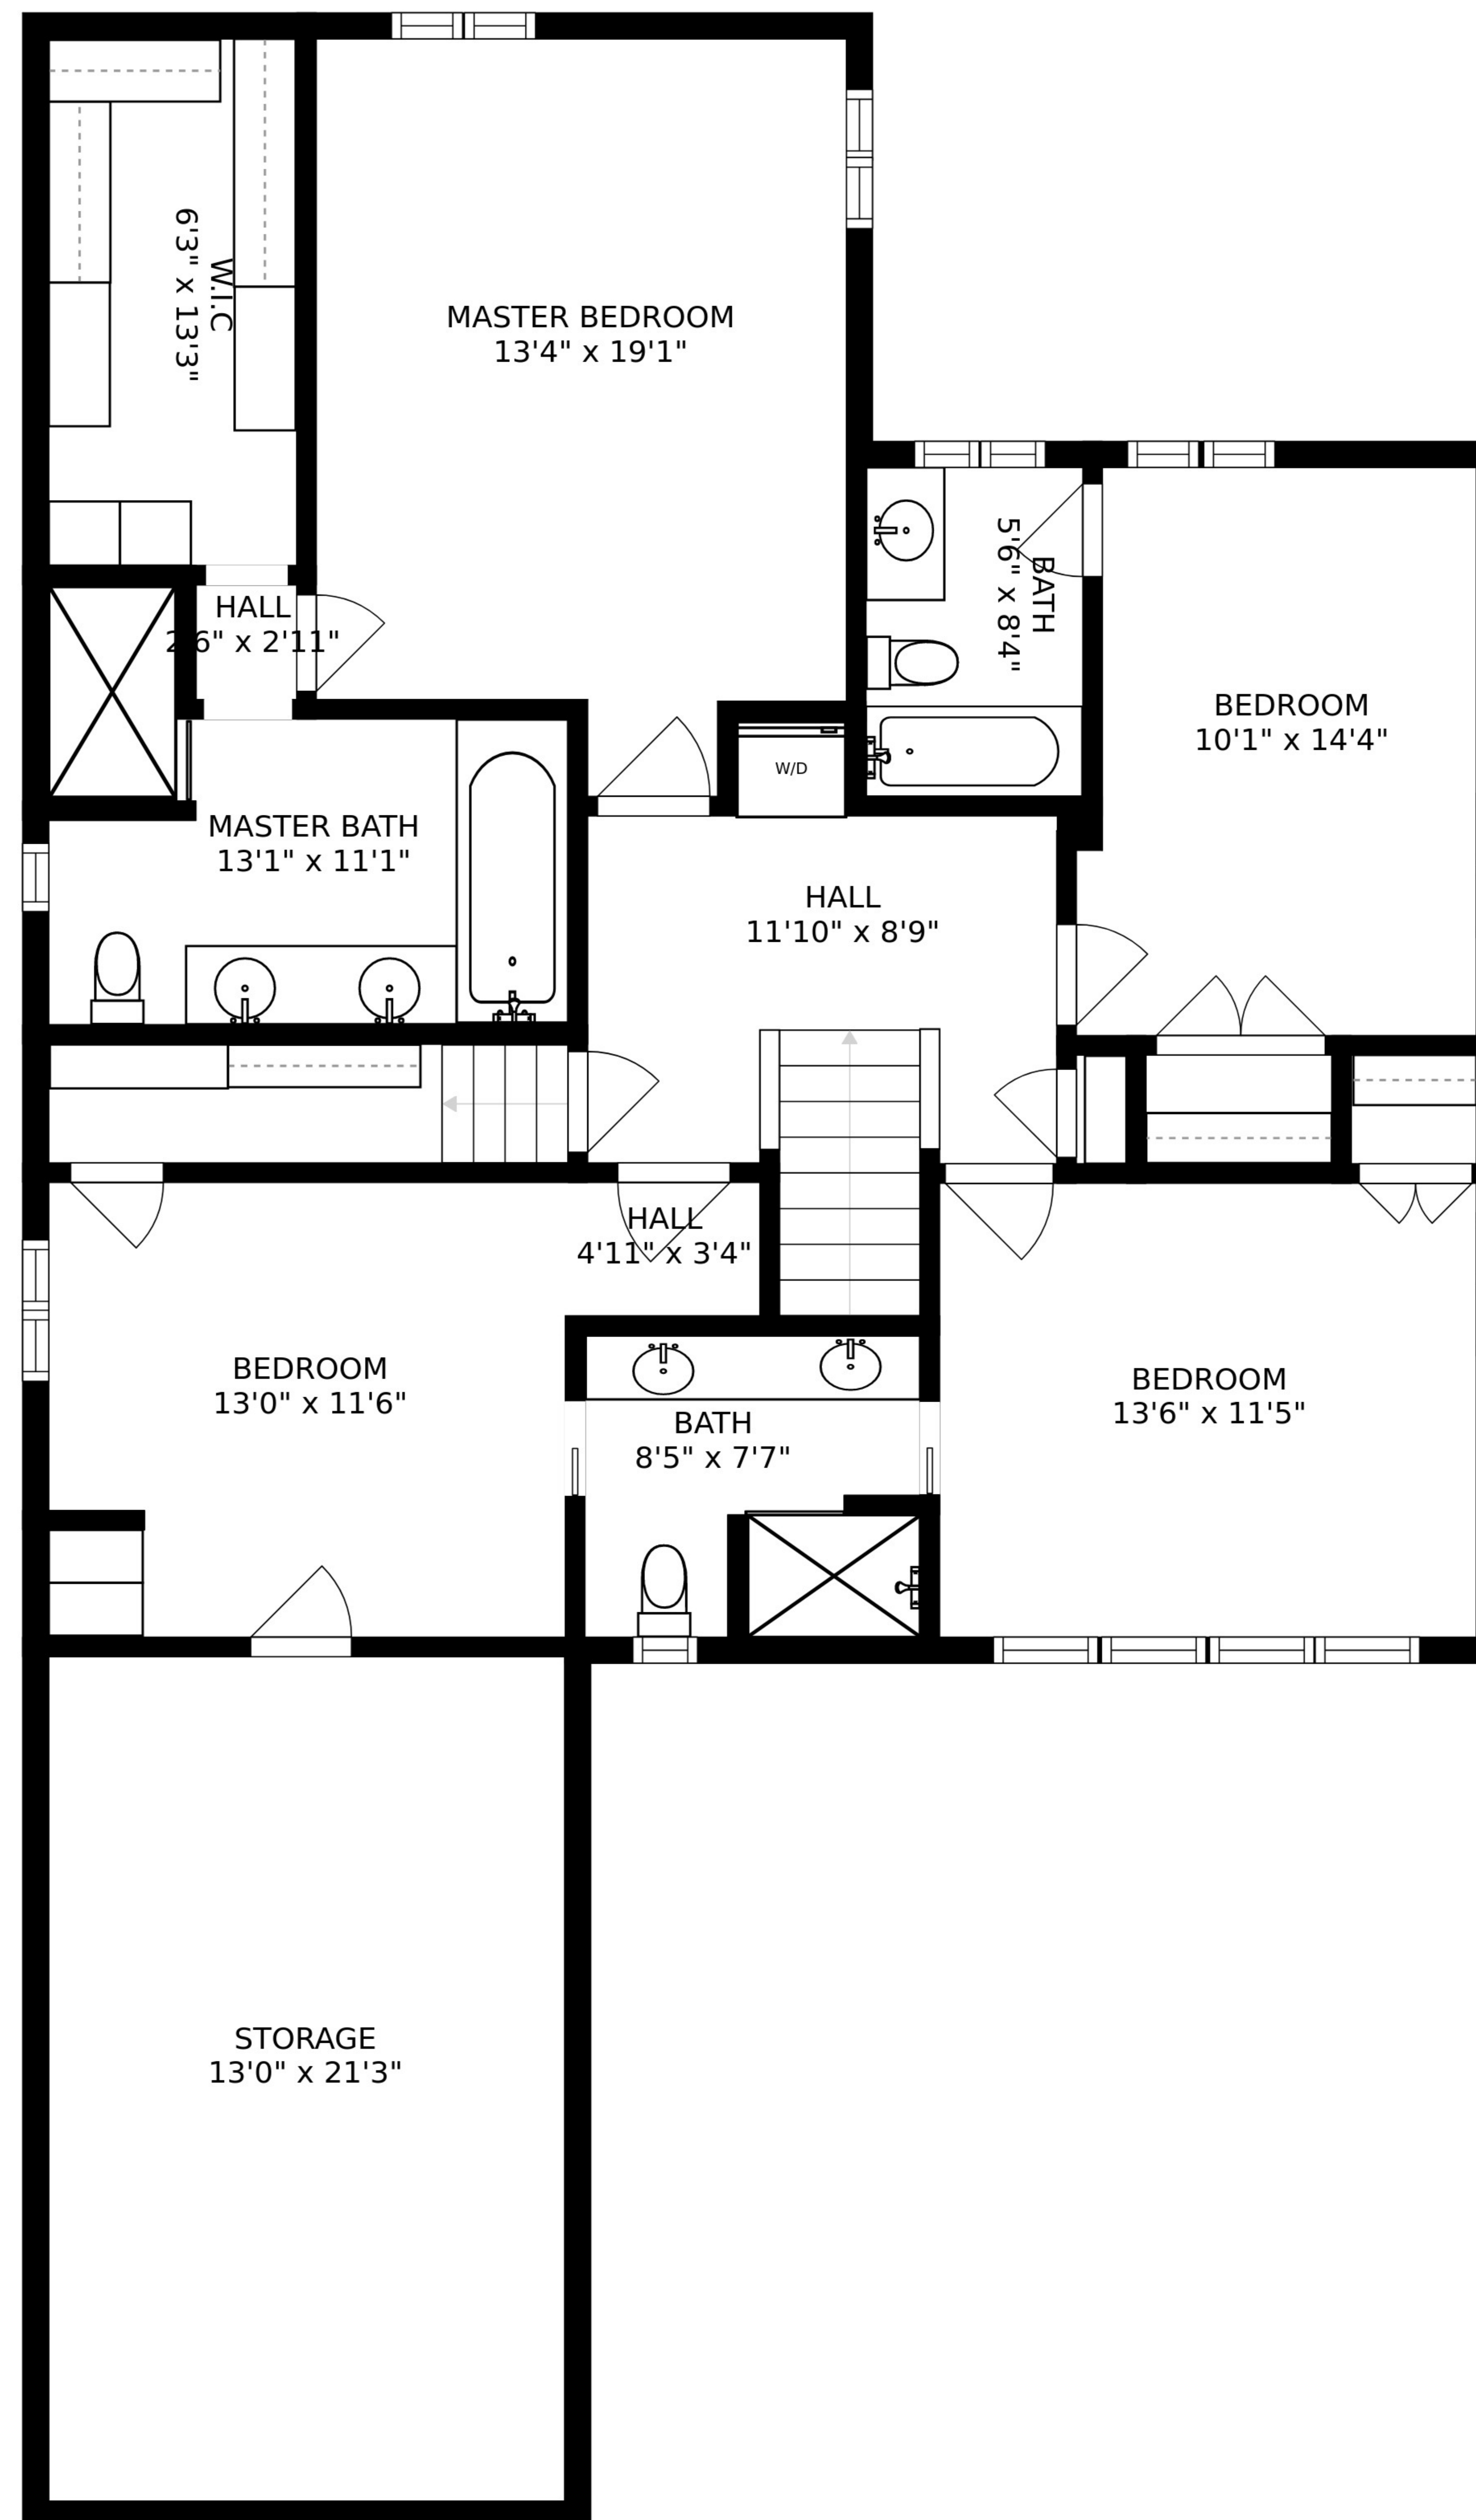 W.I.C
6'3" x 13'3"
MASTER BEDROOM
13'4" x 19'1"
BATH
5'6" x 8'4"
BEDROOM
10'1" x 14'4"
HALL
2'6" x 2'11"
W/D
MASTER BATH
13'1" x 11'1"
HALL
11'10" x 8'9"
HALL
4'11" x 3'4"
BEDROOM
13'0" x 11'6"
BATH
8'5" x 7'7"
BEDROOM
13'6" x 11'5"
STORAGE
13'0" x 21'3"